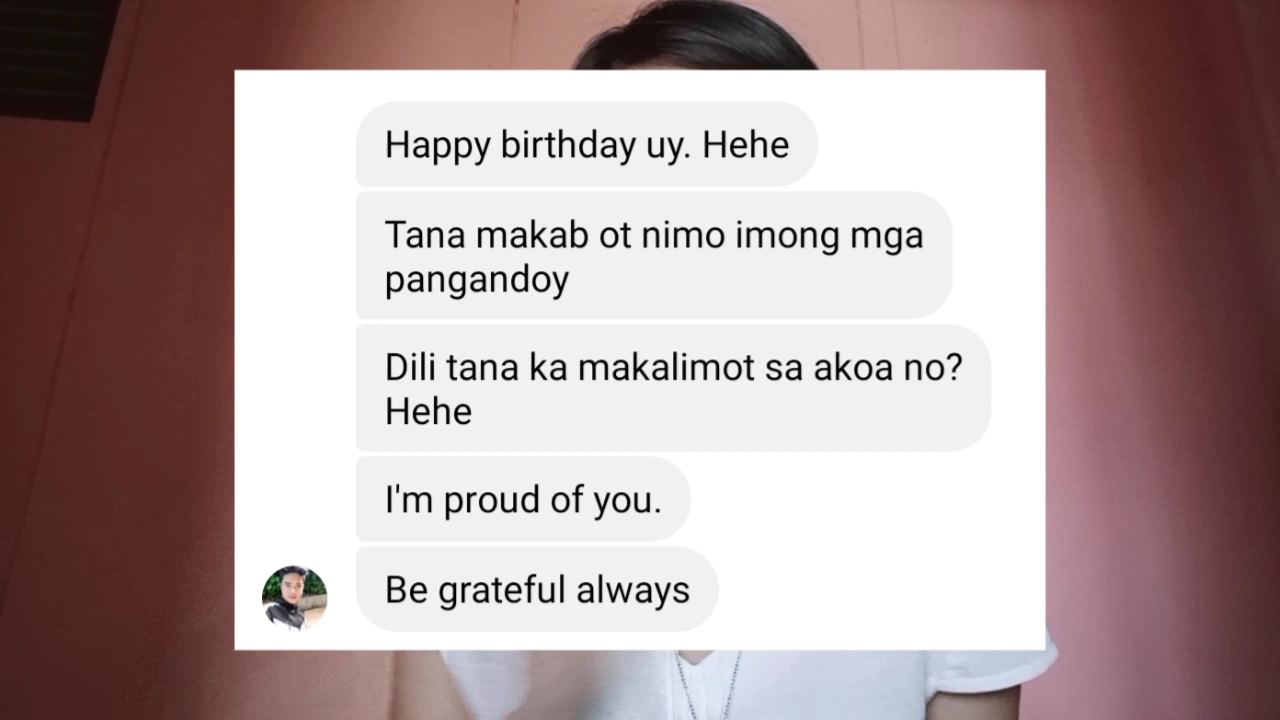 Happy birthday uy. Hehe
Tana makab ot nimo imong mga
pangandoy
Dili tana ka makalimot sa akoa no?
Hehe
I'm proud of you.
Be grateful always